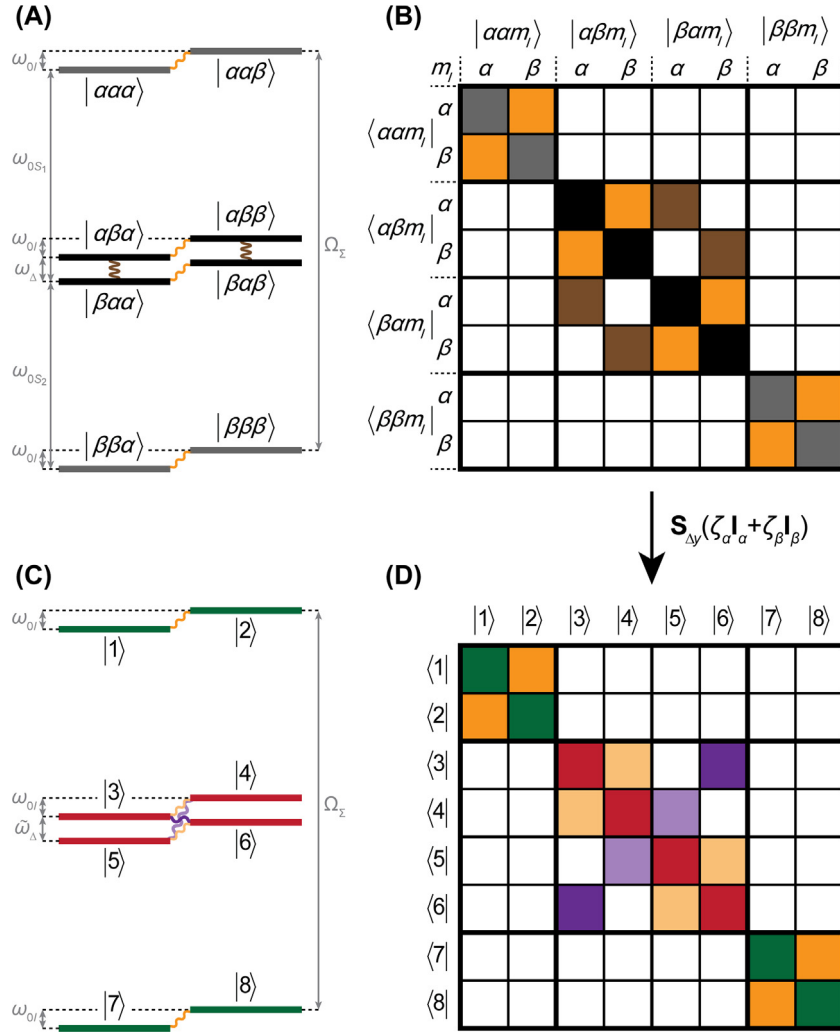 (A)
ω₀I
|ααα⟩
|ααβ⟩
ω₀S₁
ω₀I
|αβα⟩
|αββ⟩
ωΔ
|βαα⟩
|βαβ⟩
ΩΣ
ω₀S₂
ω₀I
|ββα⟩
|βββ⟩
(B)
|ααmI⟩ |αβmI⟩ |βαmI⟩ |ββmI⟩
mI α β α β α β α β
⟨ααmI| α
β
⟨αβmI| α
β
⟨βαmI| α
β
⟨ββmI| α
β
SΔy(ζαIα+ζβIβ)
(C)
ω₀I
|1⟩
|2⟩
ω₀I
|3⟩
|4⟩
ω̃Δ
|5⟩
|6⟩
ΩΣ
ω₀I
|7⟩
|8⟩
(D)
|1⟩ |2⟩ |3⟩ |4⟩ |5⟩ |6⟩ |7⟩ |8⟩
⟨1|
⟨2|
⟨3|
⟨4|
⟨5|
⟨6|
⟨7|
⟨8|